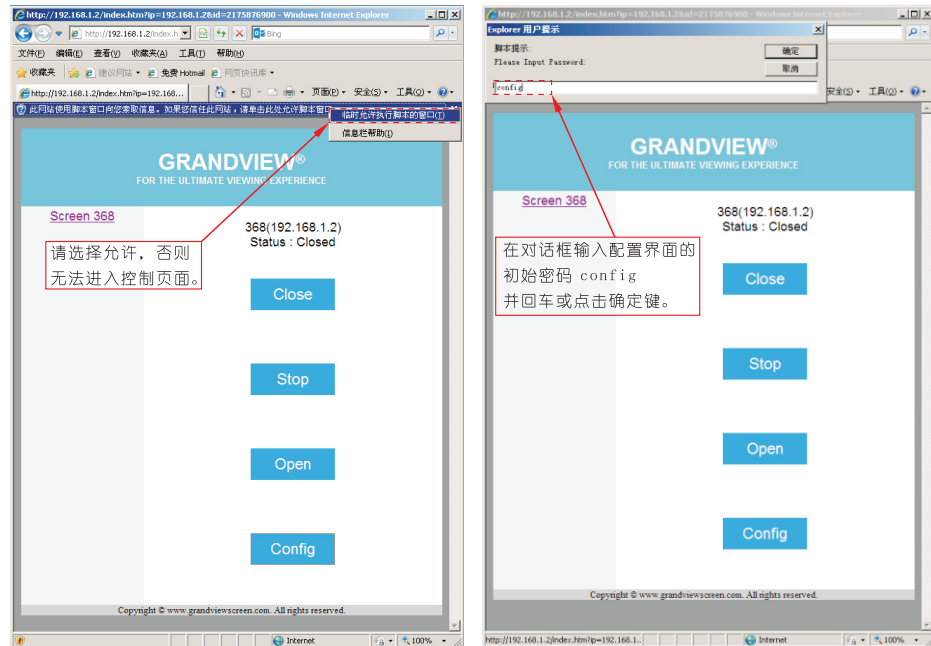 http://192.168.1.2/index.htm?ip=192.168.1.2&id=2175876900 - Windows Internet Explorer
http://192.168.1.2/index.h
Bing
文件(F) 编辑(E) 查看(V) 收藏夹(A) 工具(T) 帮助(H)
收藏夹 建议网站 免费 Hotmail 网页快讯库
http://192.168.1.2/index.htm?ip=192.168...
页面(P) 安全(S) 工具(O)
此网站使用脚本窗口向您索取信息。如果您信任此网站，请单击此处允许脚本窗口
临时允许执行脚本的窗口(T)
信息栏帮助(I)
GRANDVIEW®
FOR THE ULTIMATE VIEWING EXPERIENCE
Screen 368
368(192.168.1.2)
Status : Closed
请选择允许，否则
无法进入控制页面。
Close
Stop
Open
Config
Copyright © www.grandviewscreen.com. All rights reserved.
Internet
100%
http://192.168.1.2/index.htm?ip=192.168.1.2&id=2175876900 - Windows Internet Explorer
Explorer 用户提示
脚本提示:
Please Input Password:
确定
取消
config
安全(S) 工具(O)
GRANDVIEW®
FOR THE ULTIMATE VIEWING EXPERIENCE
Screen 368
368(192.168.1.2)
Status : Closed
在对话框输入配置界面的
初始密码 config
并回车或点击确定键。
Close
Stop
Open
Config
Copyright © www.grandviewscreen.com. All rights reserved.
http://192.168.1.2/index.htm?ip=192.168.1..
Internet
100%